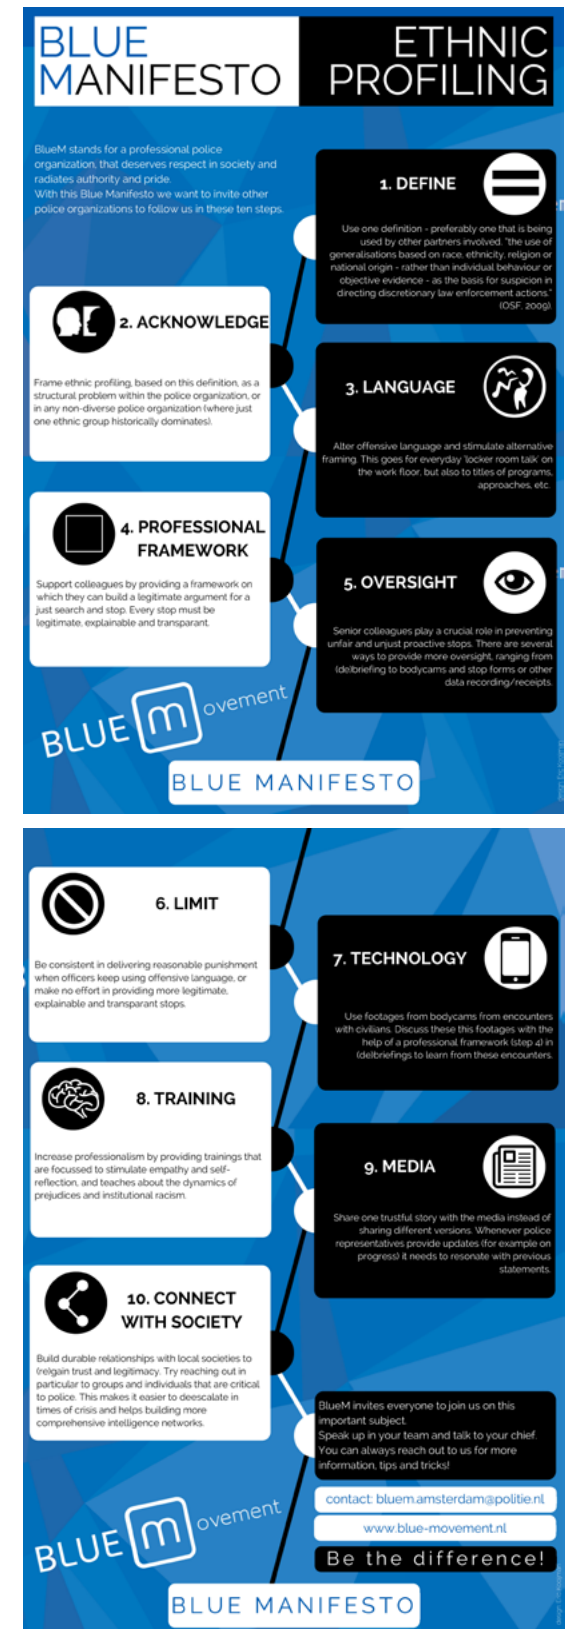 BLUE
MANIFESTO
ETHNIC
PROFILING
BlueM stands for a professional police
organization, that deserves respect in society and
radiates authority and pride.
With this Blue Manifesto we want to invite other
police organizations to follow us in these ten steps.
1. DEFINE
Use one definition - preferably one that is being
used by other partners involved. "the use of
generalisations based on race, ethnicity, religion or
national origin - rather than individual behaviour or
objective evidence - as the basis for suspicion in
directing discretionary law enforcement actions."
(OSF, 2009).
2. ACKNOWLEDGE
Frame ethnic profiling, based on this definition, as a
structural problem within the police organization, or
in any non-diverse police organization (where just
one ethnic group historically dominates).
3. LANGUAGE
Alter offensive language and stimulate alternative
framing. This goes for everyday 'locker room talk' on
the work floor, but also to titles of programs,
approaches, etc.
4. PROFESSIONAL
FRAMEWORK
Support colleagues by providing a framework on
which they can build a legitimate argument for a
just search and stop. Every stop must be
legitimate, explainable and transparant.
5. OVERSIGHT
Senior colleagues play a crucial role in preventing
unfair and unjust proactive stops. There are several
ways to provide more oversight, ranging from
(de)briefing to bodycams and stop forms or other
data recording/receipts.
BLUE m ovement
BLUE MANIFESTO
6. LIMIT
Be consistent in delivering reasonable punishment
when officers keep using offensive language, or
make no effort in providing more legitimate,
explainable and transparant stops.
7. TECHNOLOGY
Use footages from bodycams from encounters
with civilians. Discuss these this footages with the
help of a professional framework (step 4) in
(de)briefings to learn from these encounters.
8. TRAINING
Increase professionalism by providing trainings that
are focussed to stimulate empathy and self-
reflection, and teaches about the dynamics of
prejudices and institutional racism.
9. MEDIA
Share one trustful story with the media instead of
sharing different versions. Whenever police
representatives provide updates (for example on
progress) it needs to resonate with previous
statements.
10. CONNECT
WITH SOCIETY
Build durable relationships with local societies to
(re)gain trust and legitimacy. Try reaching out in
particular to groups and individuals that are critical
to police. This makes it easier to deescalate in
times of crisis and helps building more
comprehensive intelligence networks.
BlueM invites everyone to join us on this
important subject.
Speak up in your team and talk to your chief.
You can always reach out to us for more
information, tips and tricks!
contact: bluem.amsterdam@politie.nl
www.blue-movement.nl
Be the difference!
BLUE m ovement
BLUE MANIFESTO